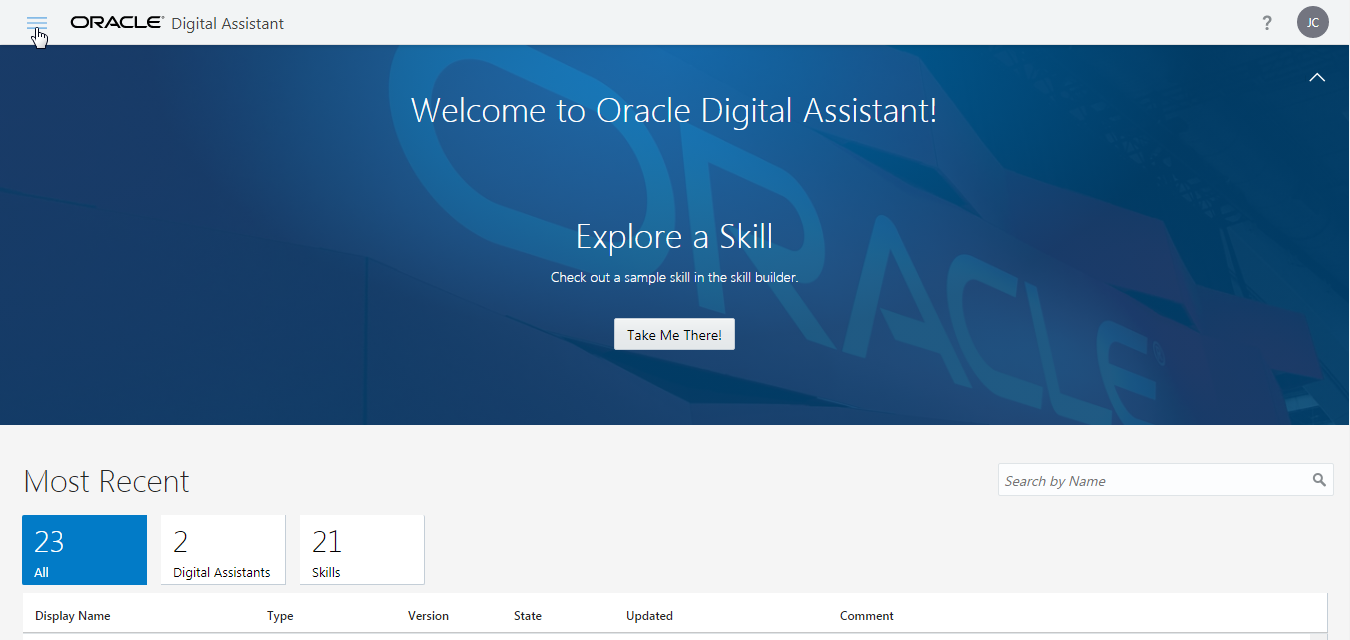 ORACLE® Digital Assistant
?
JC
Welcome to Oracle Digital Assistant!
Explore a Skill
Check out a sample skill in the skill builder.
Take Me There!
ORACLE®
Most Recent
Search by Name
23
All
2
Digital Assistants
21
Skills
Display Name Type Version State Updated Comment